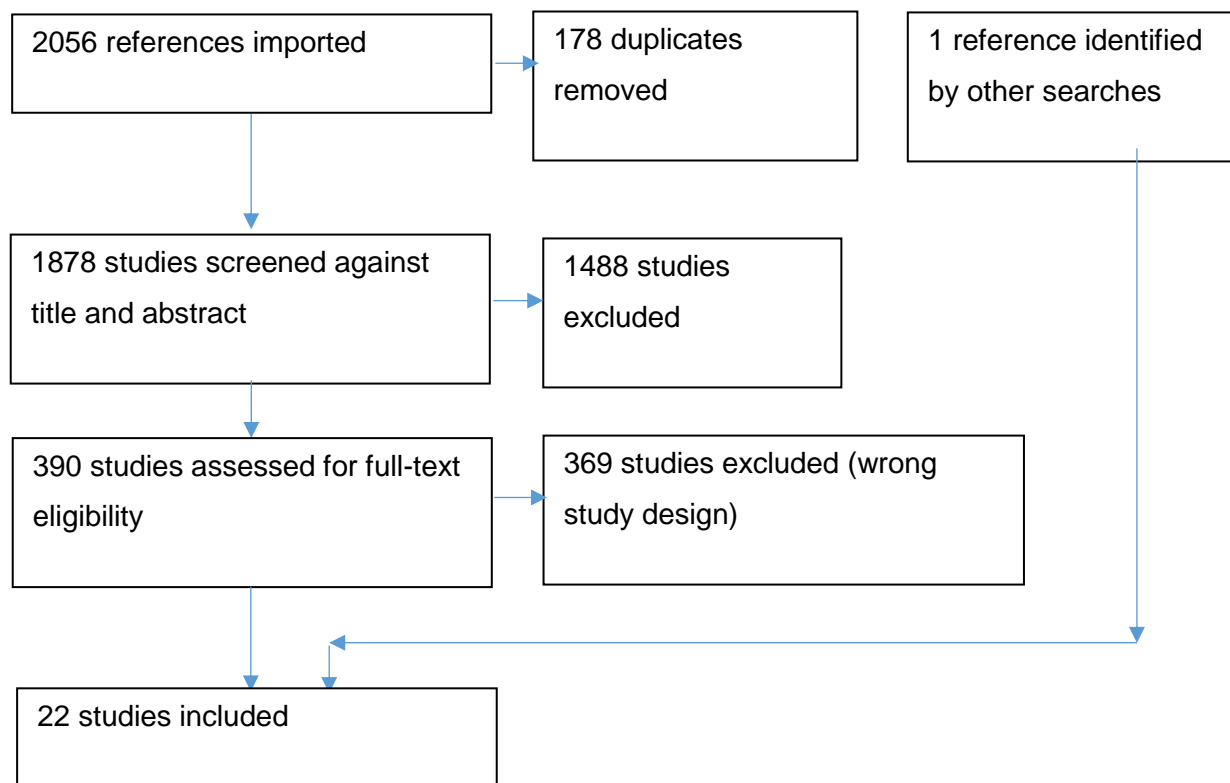 2056 references imported
178 duplicates
removed
1 reference identified
by other searches
1878 studies screened against
title and abstract
1488 studies
excluded
390 studies assessed for full-text
eligibility
369 studies excluded (wrong
study design)
22 studies included